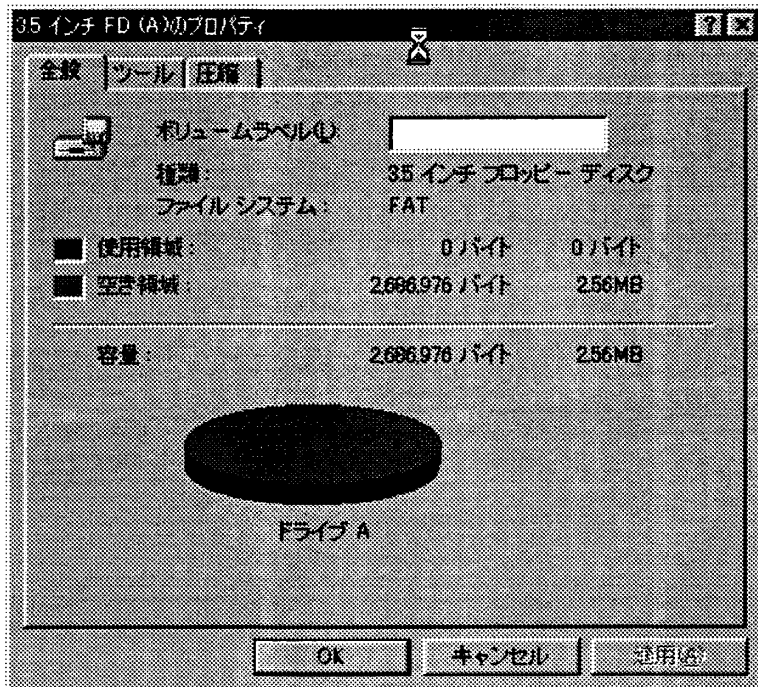 3.5 インチ FD (A)のプロパティ
全般 ツール 圧縮
ボリュームラベル(L):
種類: 3.5 インチ フロッピー ディスク
ファイル システム: FAT
使用領域: 0 バイト 0 バイト
空き領域: 2,686,976 バイト 2.56MB
容量: 2,686,976 バイト 2.56MB
ドライブ A
OK キャンセル 適用(A)